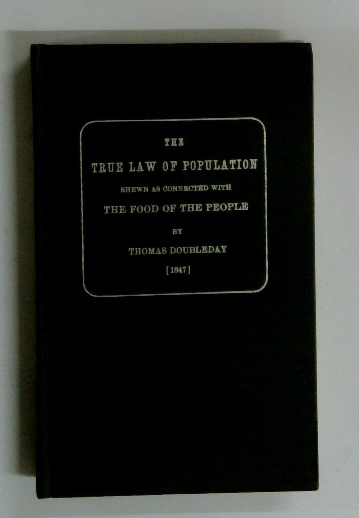 THE
TRUE LAW OF POPULATION
SHEWN AS CONNECTED WITH
THE FOOD OF THE PEOPLE
BY
THOMAS DOUBLEDAY
[1847]